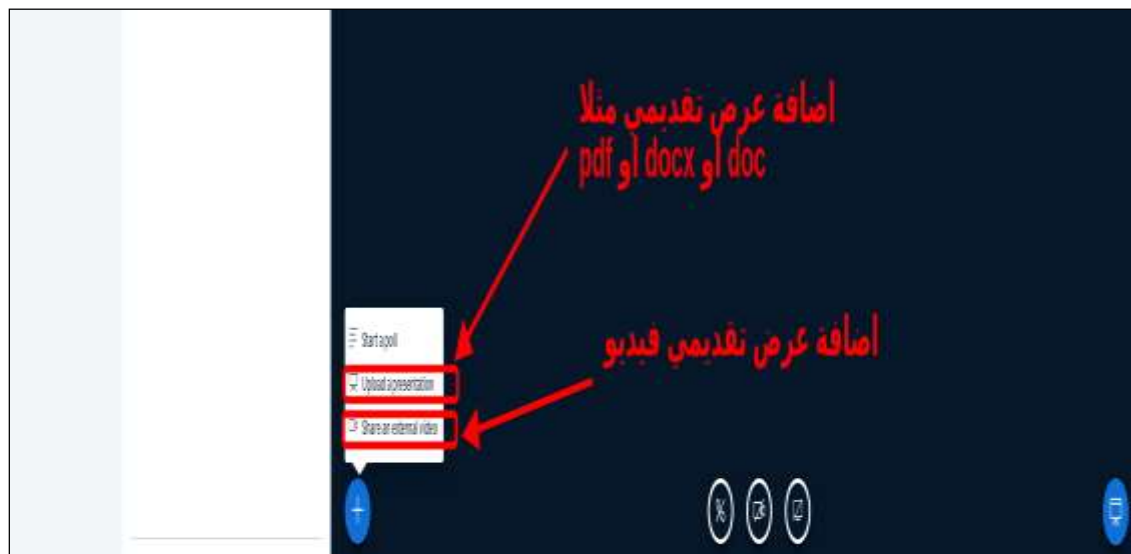 اضافة عرض تقديمي مثلا
doc او docx او pdf
Start a poll
اضافة عرض تقديمي فيديو
Upload a presentation
Share an external video